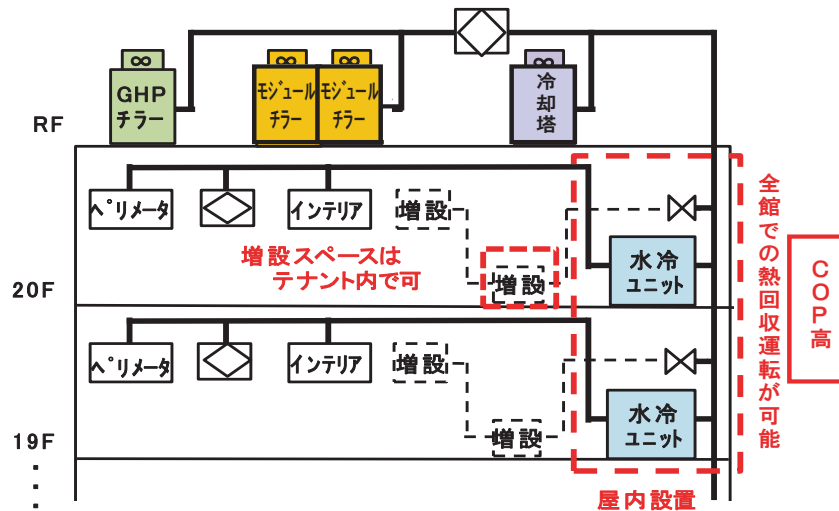 ∞
∞
∞
∞
GHP
チラー
モジュール
チラー
モジュール
チラー
冷
却
塔
RF
ペリメータ
インテリア
増設
増設スペースは
テナント内で可
増設
水冷
ユニット
20F
全館での熱回収運転が可能
COP高
ペリメータ
インテリア
増設
増設
水冷
ユニット
19F
屋内設置